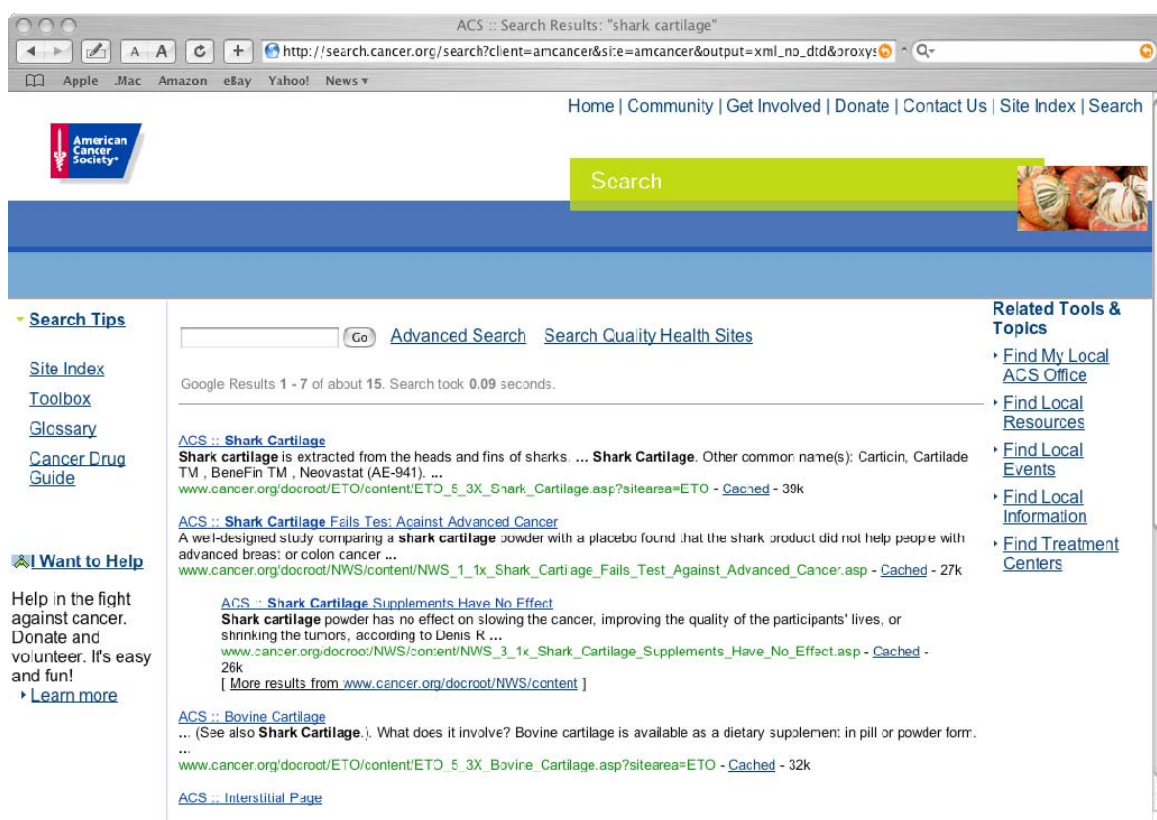 ACS :: Search Results: "shark cartilage"
A A
http://search.cancer.org/search?client=amcancer&site=amcancer&output=xml_no_dtd&proxys
Apple .Mac Amazon eBay Yahoo! News
Home | Community | Get Involved | Donate | Contact Us | Site Index | Search
American
Cancer
Society
Search
Search Tips
Site Index
Toolbox
Glossary
Cancer Drug
Guide
I Want to Help
Help in the fight
against cancer.
Donate and
volunteer. It's easy
and fun!
Learn more
Go Advanced Search Search Quality Health Sites
Google Results 1 - 7 of about 15. Search took 0.09 seconds.
ACS :: Shark Cartilage
Shark cartilage is extracted from the heads and fins of sharks. ... Shark Cartilage. Other common name(s): Carticin, Cartilade
TM , BeneFin TM , Neovastat (AE-941). ...
www.cancer.org/docroot/ETO/content/ETO_5_3X_Shark_Cartilage.asp?sitearea=ETO - Cached - 39k
ACS :: Shark Cartilage Fails Test Against Advanced Cancer
A well-designed study comparing a shark cartilage powder with a placebo found that the shark product did not help people with
advanced breast or colon cancer ...
www.cancer.org/docroot/NWS/content/NWS_1_1x_Shark_Cartilage_Fails_Test_Against_Advanced_Cancer.asp - Cached - 27k
ACS :: Shark Cartilage Supplements Have No Effect
Shark cartilage powder has no effect on slowing the cancer, improving the quality of the participants' lives, or
shrinking the tumors, according to Denis R ...
www.cancer.org/docroot/NWS/content/NWS_3_1x_Shark_Cartilage_Supplements_Have_No_Effect.asp - Cached -
26k
[ More results from www.cancer.org/docroot/NWS/content ]
ACS :: Bovine Cartilage
... (See also Shark Cartilage.). What does it involve? Bovine cartilage is available as a dietary supplement in pill or powder form.
...
www.cancer.org/docroot/ETO/content/ETO_5_3X_Bovine_Cartilage.asp?sitearea=ETO - Cached - 32k
ACS :: Interstitial Page
Related Tools &
Topics
Find My Local
ACS Office
Find Local
Resources
Find Local
Events
Find Local
Information
Find Treatment
Centers